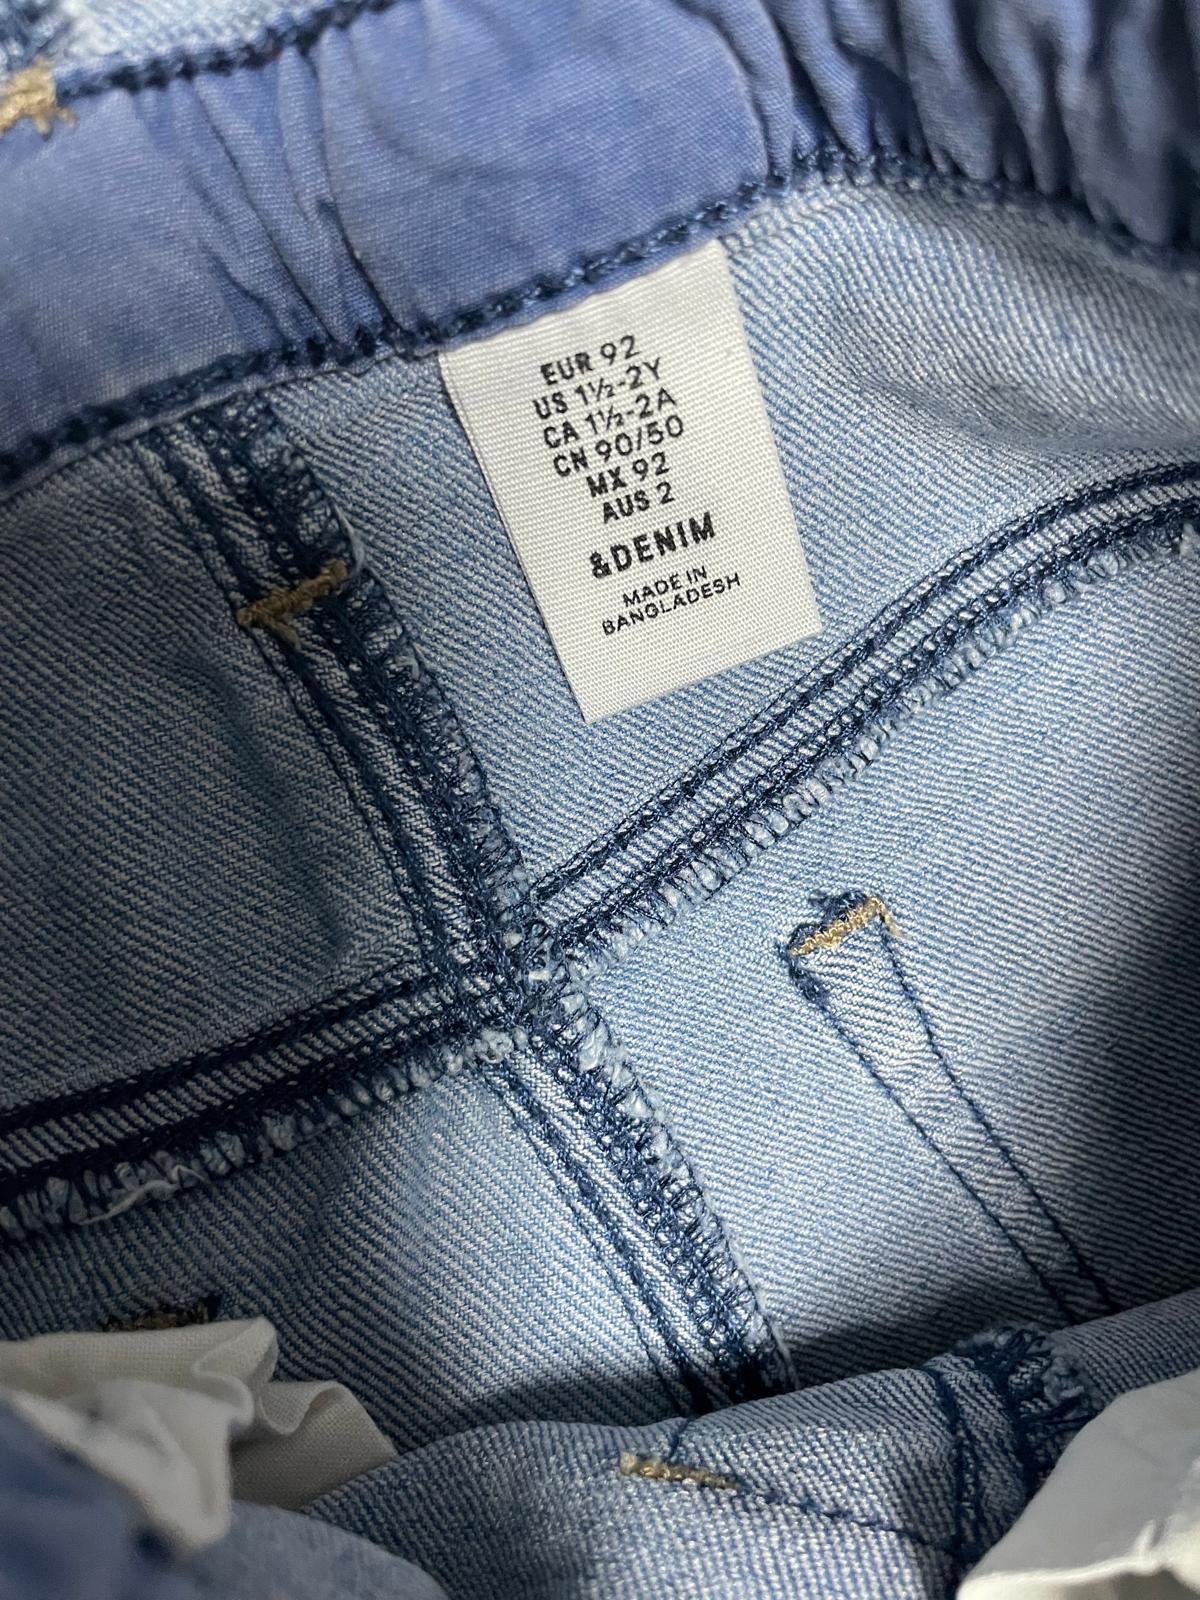 EUR 92
US 1½-2Y
CA 1½-2A
CN 90/50
MX 92
AUS 2
&DENIM
MADE IN
BANGLADESH